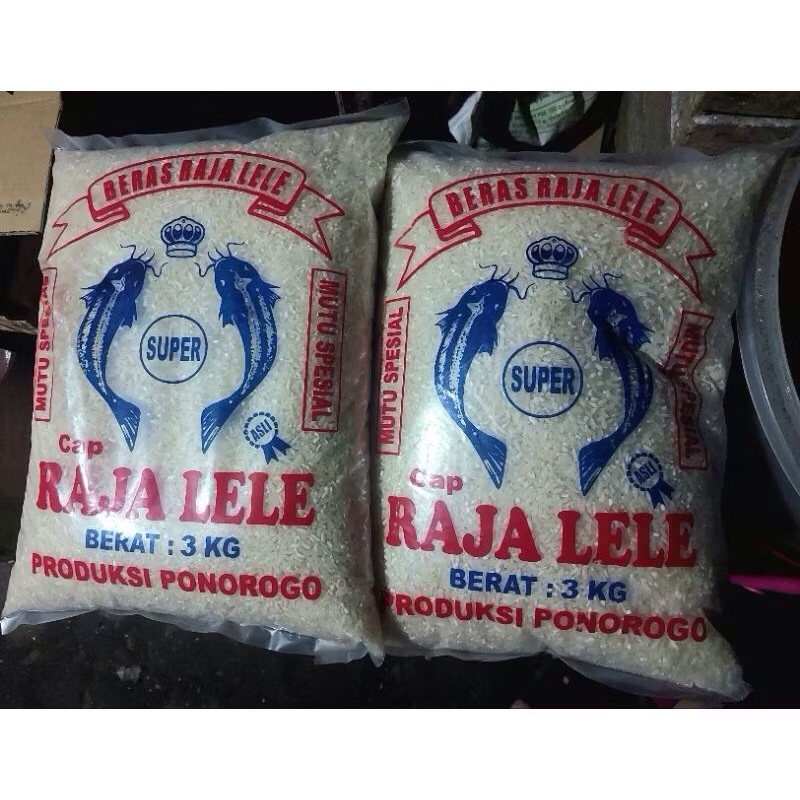 BERAS RAJA LELE
MUTU SPESIAL
SUPER
MUTU SPESIAL
ASLI
Cap
RAJA LELE
BERAT : 3 KG
PRODUKSI PONOROGO
BERAS RAJA LELE
MUTU SPESIAL
SUPER
MUTU SPESIAL
ASLI
Cap
RAJA LELE
BERAT : 3 KG
PRODUKSI PONOROGO